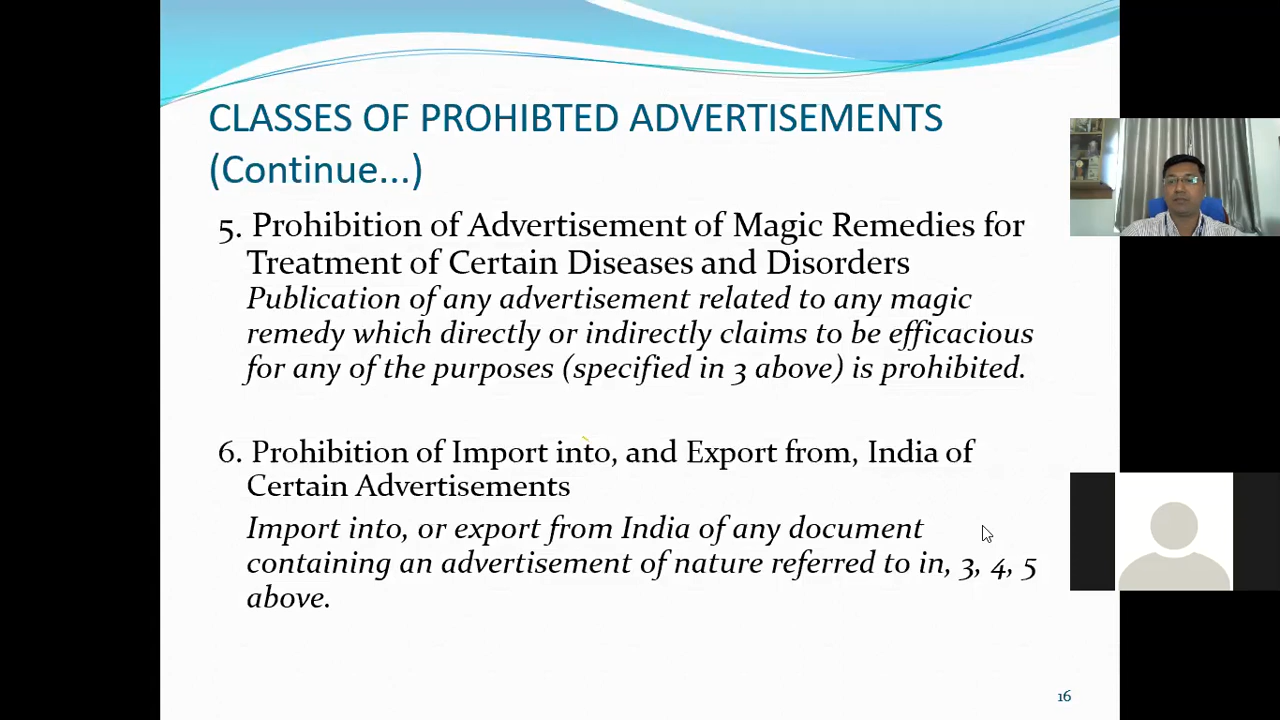 CLASSES OF PROHIBTED ADVERTISEMENTS
(Continue...)
5. Prohibition of Advertisement of Magic Remedies for
Treatment of Certain Diseases and Disorders
Publication of any advertisement related to any magic
remedy which directly or indirectly claims to be efficacious
for any of the purposes (specified in 3 above) is prohibited.
6. Prohibition of Import into, and Export from, India of
Certain Advertisements
Import into, or export from India of any document
containing an advertisement of nature referred to in, 3, 4, 5
above.
16